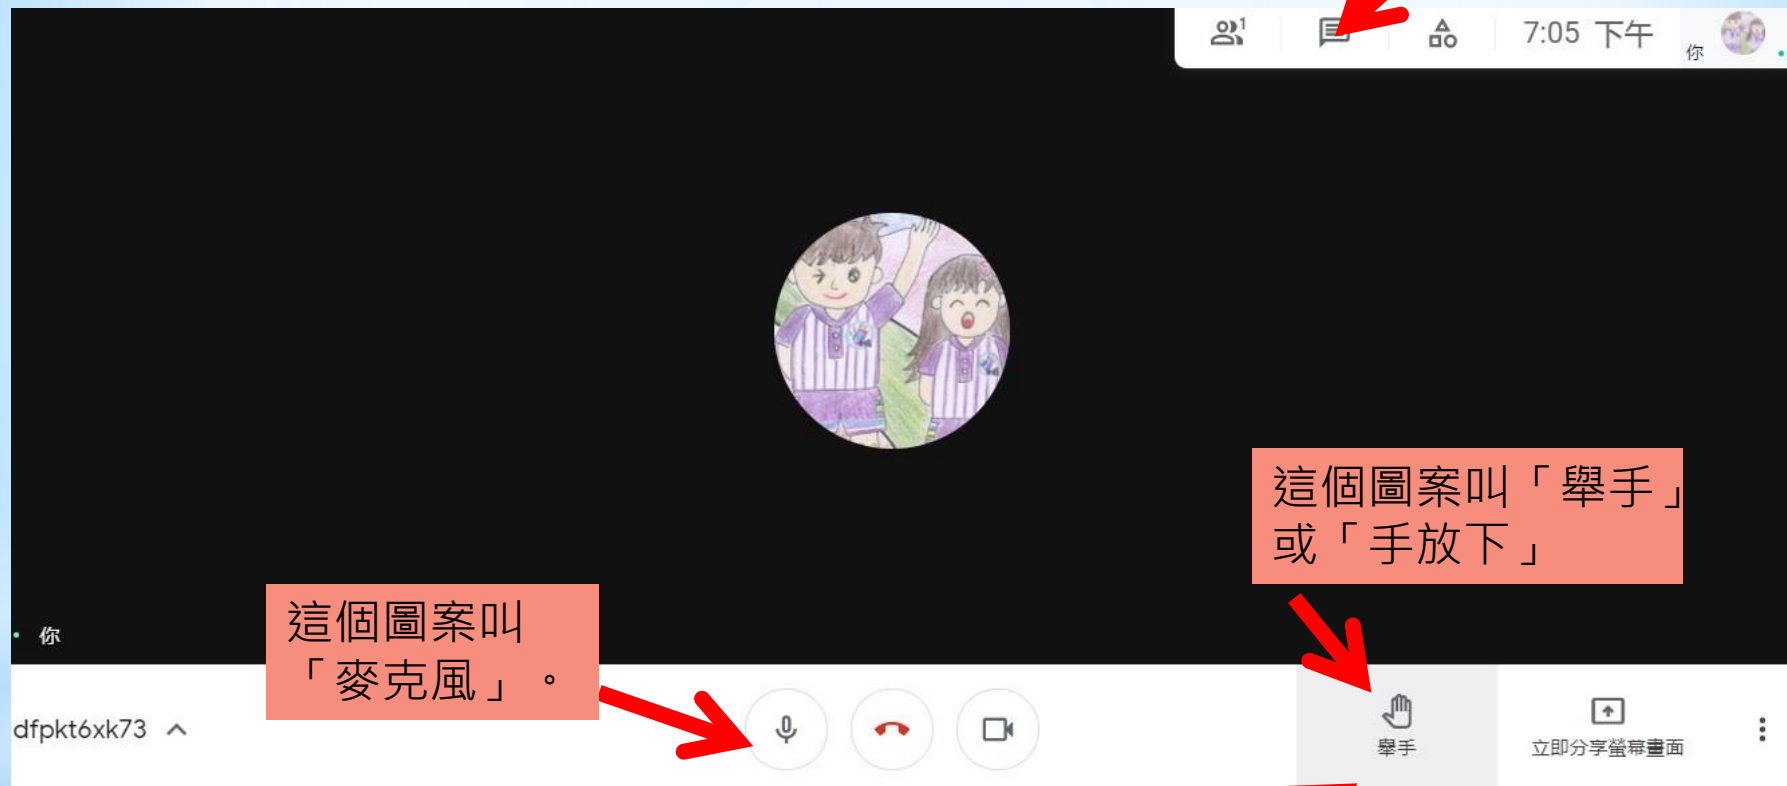 1
7:05 下午
你
這個圖案叫「舉手」
或「手放下」
這個圖案叫
「麥克風」。
你
dfpkt6xk73
舉手
立即分享螢幕畫面